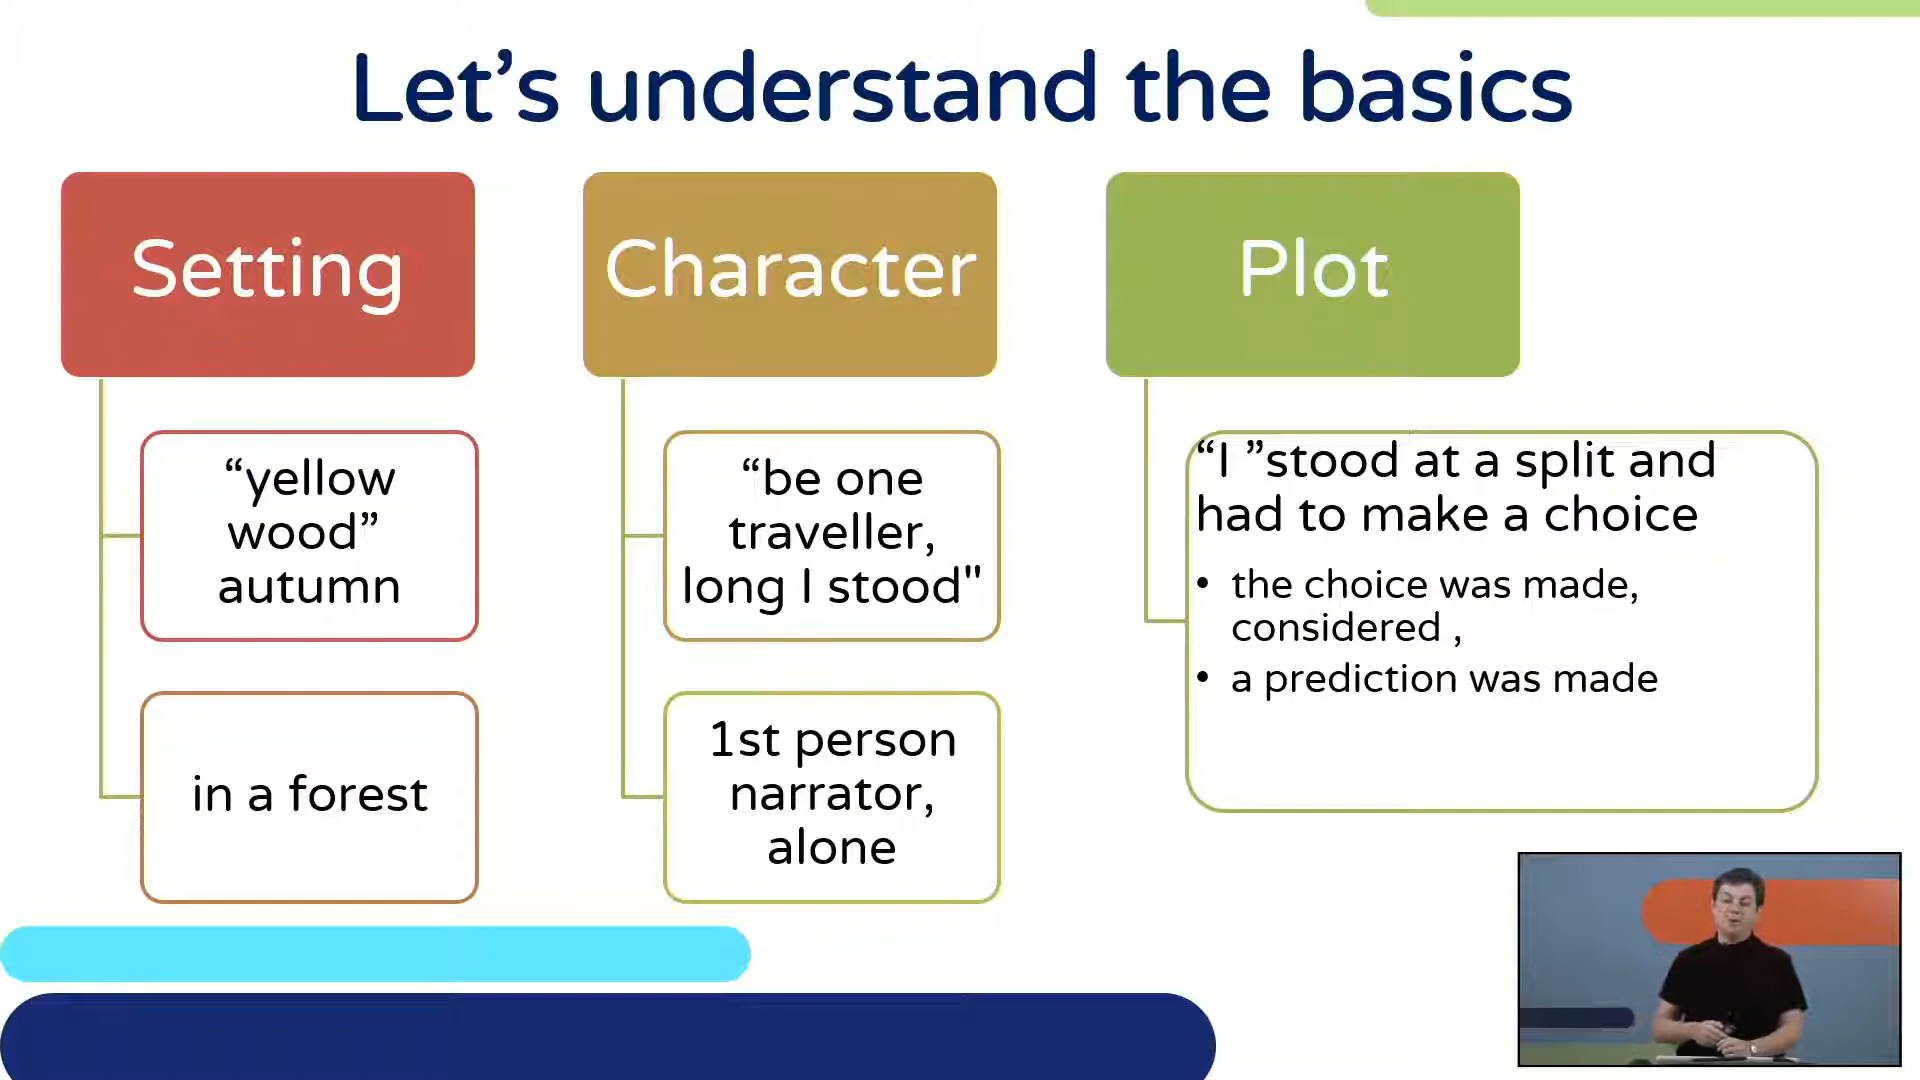 Let’s understand the basics
Setting
“yellow
wood”
autumn
in a forest
Character
“be one
traveller,
long I stood"
1st person
narrator,
alone
Plot
“I ”stood at a split and
had to make a choice
• the choice was made,
considered ,
• a prediction was made